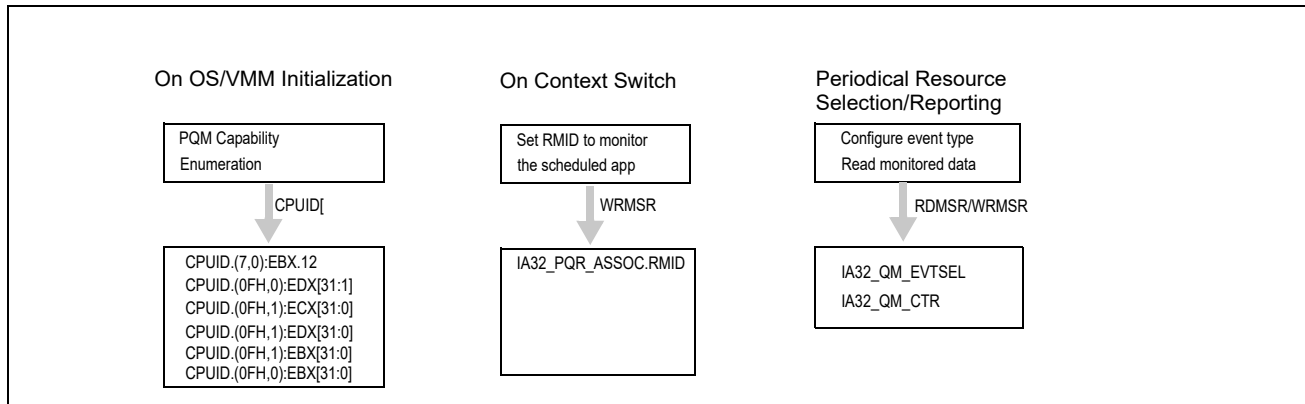 On OS/VMM Initialization
PQM Capability
Enumeration
CPUID[
CPUID.(7,0):EBX.12
CPUID.(0FH,0):EDX[31:1]
CPUID.(0FH,1):ECX[31:0]
CPUID.(0FH,1):EDX[31:0]
CPUID.(0FH,1):EBX[31:0]
CPUID.(0FH,0):EBX[31:0]
On Context Switch
Set RMID to monitor
the scheduled app
WRMSR
IA32_PQR_ASSOC.RMID
Periodical Resource
Selection/Reporting
Configure event type
Read monitored data
RDMSR/WRMSR
IA32_QM_EVTSEL
IA32_QM_CTR